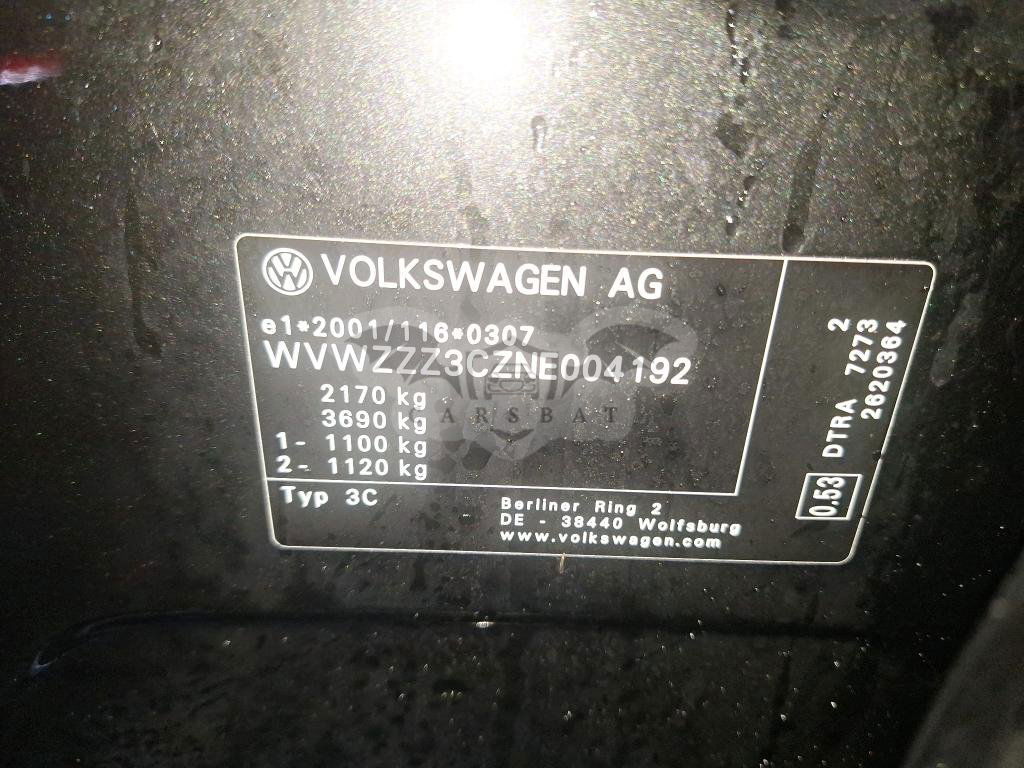 VOLKSWAGEN AG
e1*2001/116*0307
WVWZZZ3CZNE004192
2170 kg
3690 kg
1- 1100 kg
2- 1120 kg
Typ 3C
Berliner Ring 2
DE - 38440 Wolfsburg
www.volkswagen.com
0.53 DTRA 7273 2
2620364
CARSBAT